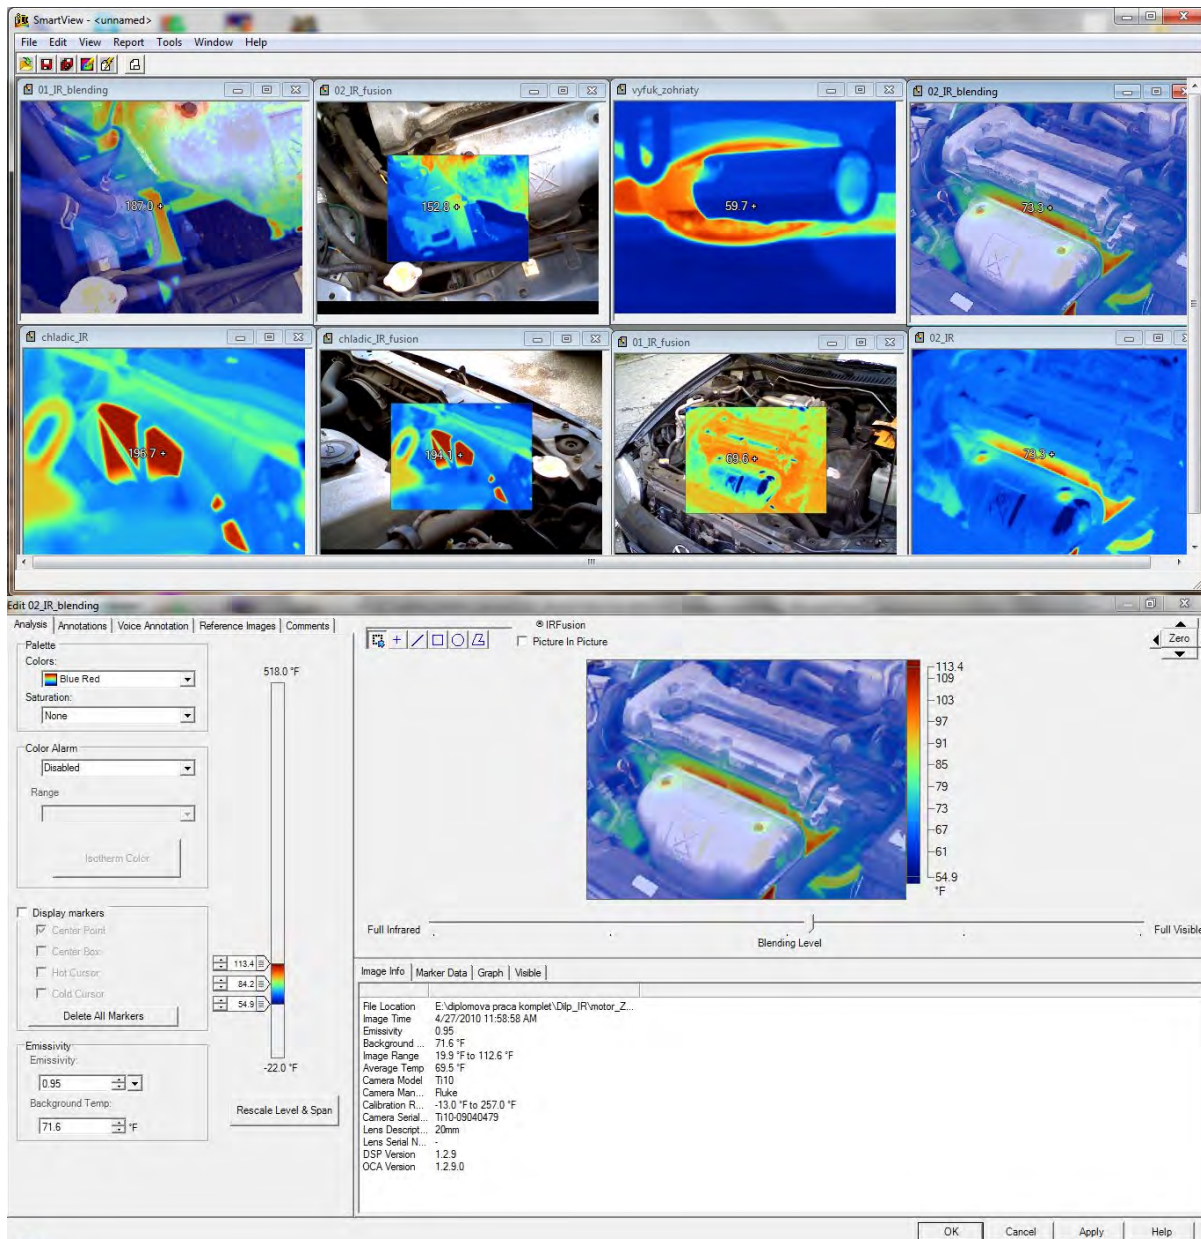 SmartView - <unnamed>
File Edit View Report Tools Window Help
01_IR_blending
02_IR_fusion
vyfuk_zohriaty
02_IR_blending
187.0 +
152.8 +
59.7 +
73.3 +
chladic_IR
chladic_IR_fusion
01_IR_fusion
02_IR
196.7 +
194.1 +
69.6 +
73.3 +
Edit 02_IR_blending
Analysis Annotations Voice Annotation Reference Images Comments
Palette
Colors:
Blue Red
Saturation:
None
Color Alarm
Disabled
Range
Isotherm Color
Display markers
Center Point
Center Box
Hot Cursor
Cold Cursor
Delete All Markers
Emissivity
Emissivity:
0.95
Background Temp:
71.6 °F
518.0 °F
113.4
84.2
54.9
-22.0 °F
Rescale Level & Span
® IRFusion
Picture In Picture
Zero
113.4
109
103
97
91
85
79
73
67
61
54.9
°F
Full Infrared
Blending Level
Full Visible
Image Info Marker Data Graph Visible
File Location E:\diplomova praca komplet\Dilp_IR\motor_Z...
Image Time 4/27/2010 11:58:58 AM
Emissivity 0.95
Background ... 71.6 °F
Image Range 19.9 °F to 112.6 °F
Average Temp 69.5 °F
Camera Model Ti10
Camera Man... Fluke
Calibration R... -13.0 °F to 257.0 °F
Camera Serial... Ti10-09040479
Lens Descript... 20mm
Lens Serial N... -
DSP Version 1.2.9
OCA Version 1.2.9.0
OK Cancel Apply Help